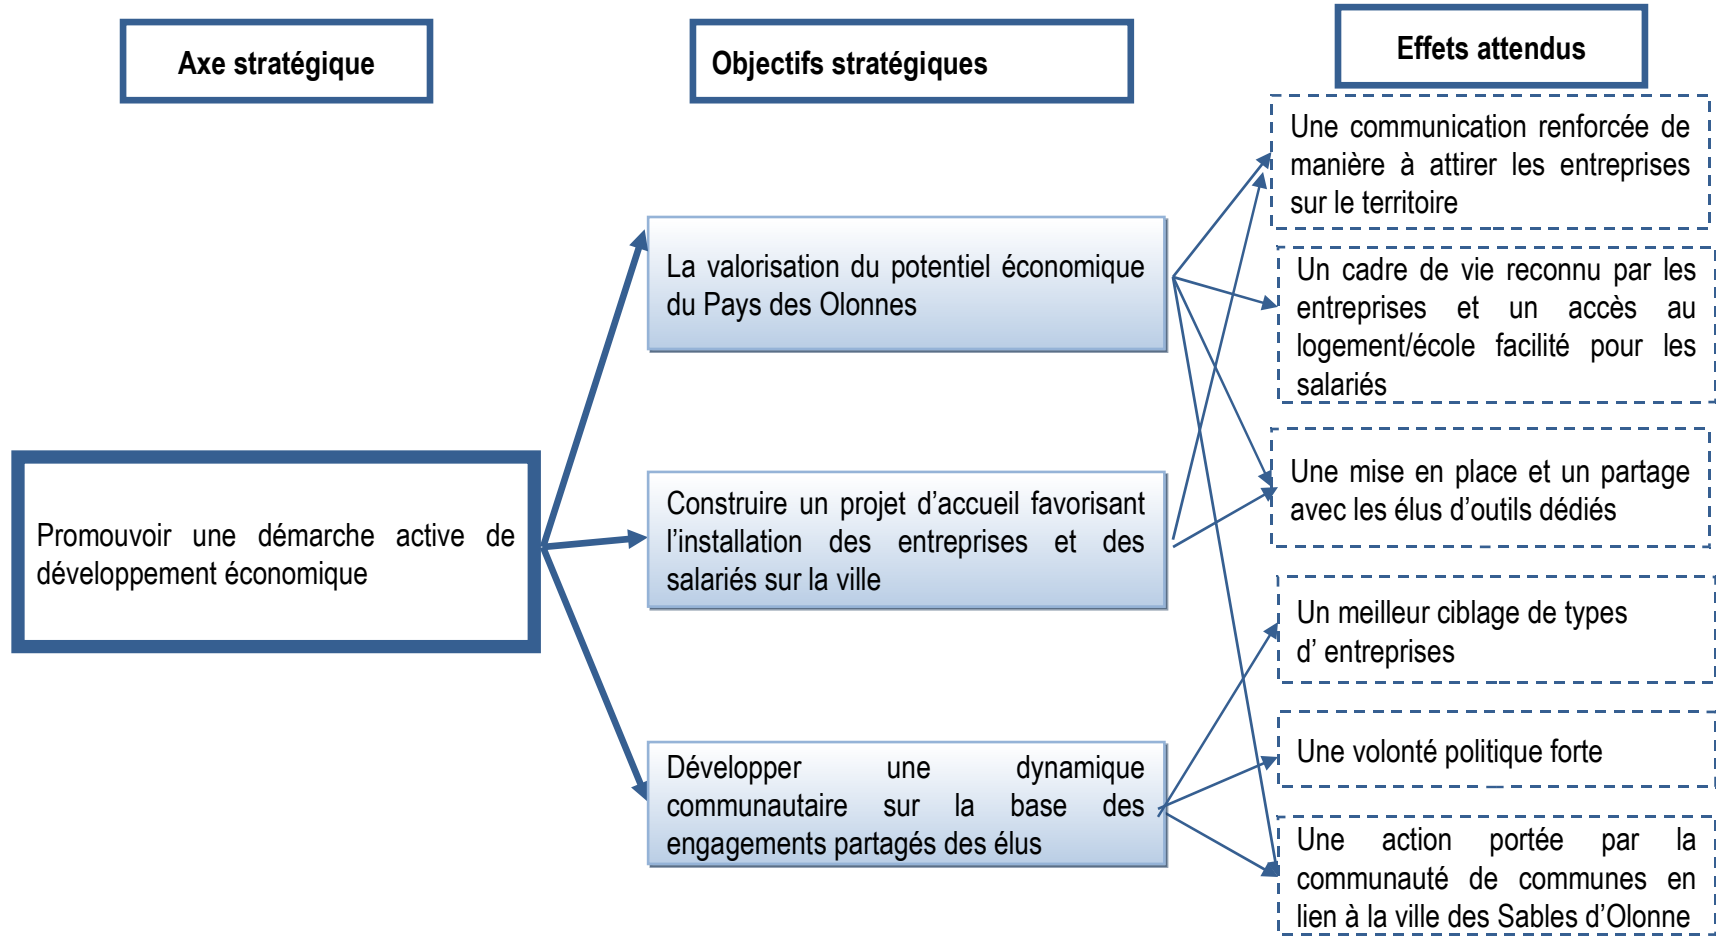 Axe stratégique
Objectifs stratégiques
Effets attendus
Promouvoir une démarche active de
développement économique
La valorisation du potentiel économique
du Pays des Olonnes
Construire un projet d’accueil favorisant
l’installation des entreprises et des
salariés sur la ville
Développer une dynamique
communautaire sur la base des
engagements partagés des élus
Une communication renforcée de
manière à attirer les entreprises
sur le territoire
Un cadre de vie reconnu par les
entreprises et un accès au
logement/école facilité pour les
salariés
Une mise en place et un partage
avec les élus d’outils dédiés
Un meilleur ciblage de types
d’ entreprises
Une volonté politique forte
Une action portée par la
communauté de communes en
lien à la ville des Sables d’Olonne